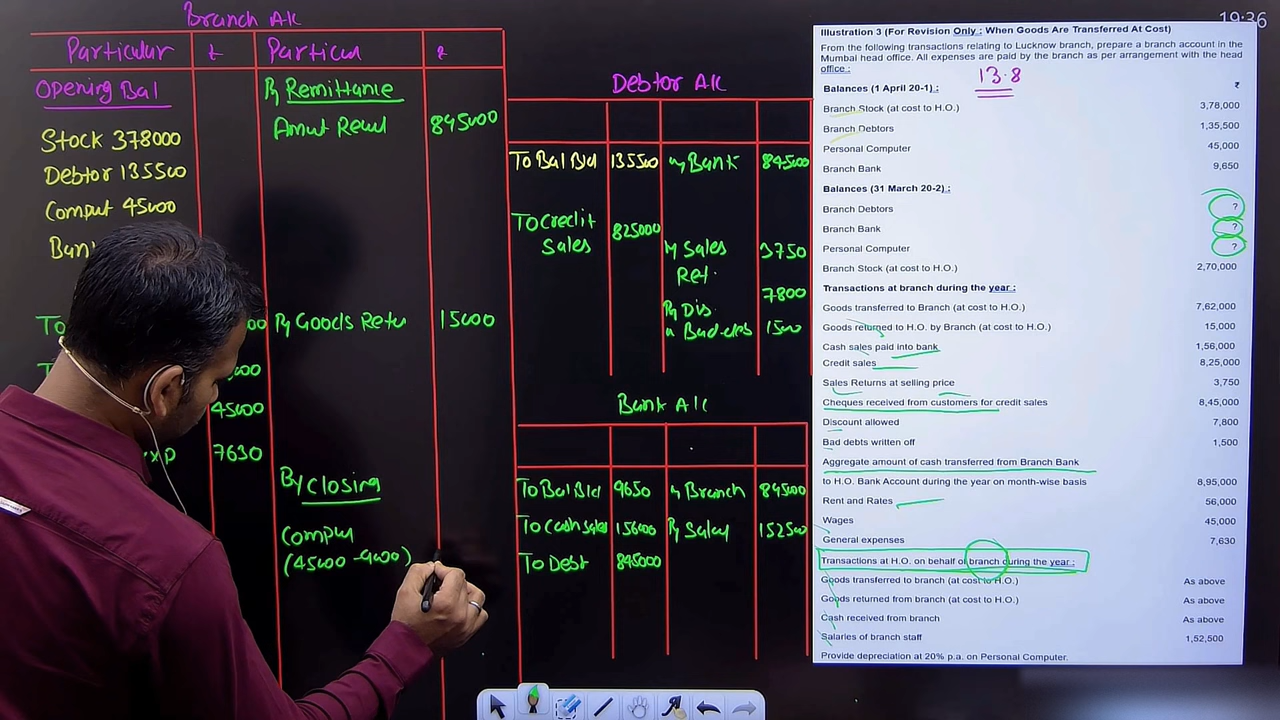 19:36
Branch A/c
Particular ₹ Particul ₹
Opening Bal
Stock 378000
Debtor 135500
Comput 45000
Ban
By Remittance
Amut Recvd 895000
By Goods Retu 15000
45000
xp 7630
By closing
Comput
(45000 - 9000)
Debtor A/c
To Bal B/d 135500 By Bank 845000
To Credit Sales 825000
By Sales Ret. 3750
By Dis. 7800
" Bad debts 1500
Bank A/c
To Bal B/d 9650 By Branch 895000
To Cash Sales 156000 By Salay 152500
To Debt 845000
Illustration 3 (For Revision Only : When Goods Are Transferred At Cost)
From the following transactions relating to Lucknow branch, prepare a branch account in the
Mumbai head office. All expenses are paid by the branch as per arrangement with the head
office :
13.8
Balances (1 April 20-1) : ₹
Branch Stock (at cost to H.O.) 3,78,000
Branch Debtors 1,35,500
Personal Computer 45,000
Branch Bank 9,650
Balances (31 March 20-2) :
Branch Debtors ?
Branch Bank ?
Personal Computer ?
Branch Stock (at cost to H.O.) 2,70,000
Transactions at branch during the year :
Goods transferred to Branch (at cost to H.O.) 7,62,000
Goods returned to H.O. by Branch (at cost to H.O.) 15,000
Cash sales paid into bank 1,56,000
Credit sales 8,25,000
Sales Returns at selling price 3,750
Cheques received from customers for credit sales 8,45,000
Discount allowed 7,800
Bad debts written off 1,500
Aggregate amount of cash transferred from Branch Bank
to H.O. Bank Account during the year on month-wise basis 8,95,000
Rent and Rates 56,000
Wages 45,000
General expenses 7,630
Transactions at H.O. on behalf of branch during the year :
Goods transferred to branch (at cost to H.O.) As above
Goods returned from branch (at cost to H.O.) As above
Cash received from branch As above
Salaries of branch staff 1,52,500
Provide depreciation at 20% p.a. on Personal Computer.